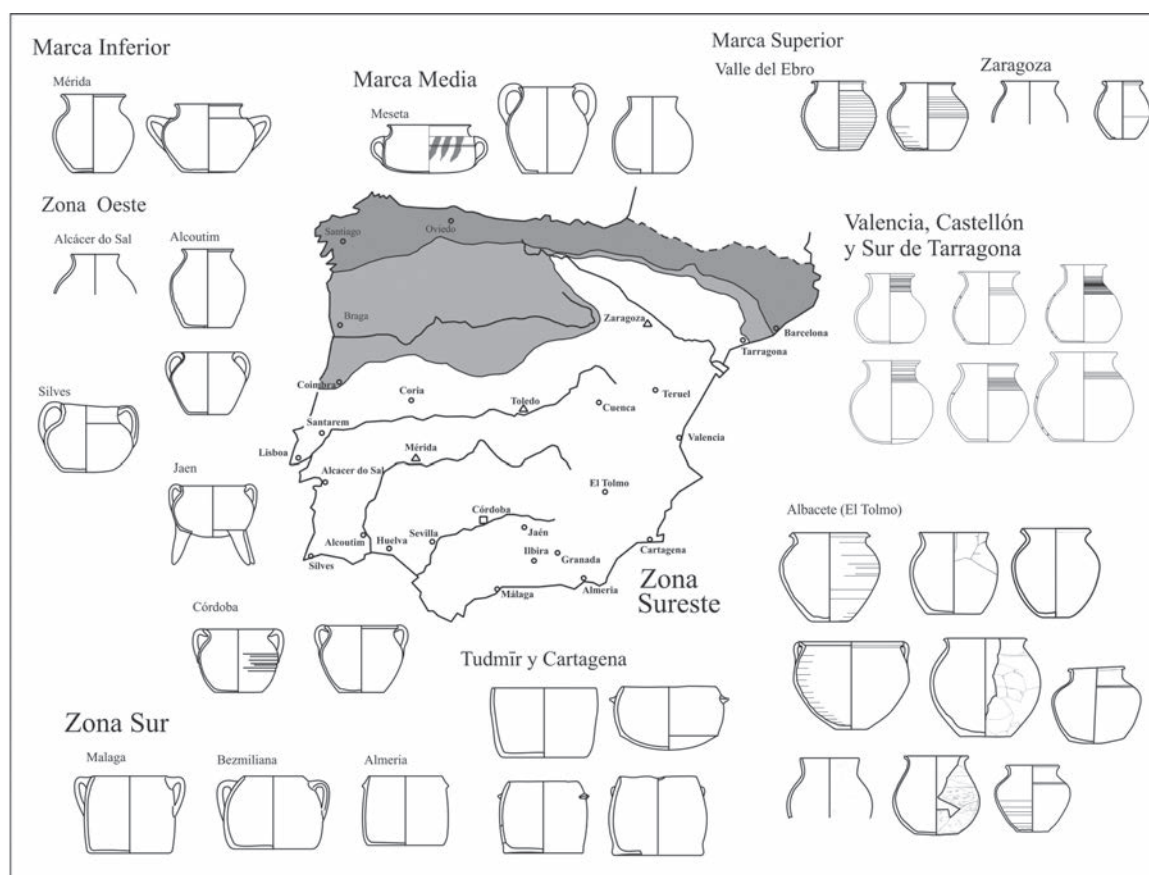 Marca Inferior
Mérida
Marca Media
Meseta
Marca Superior
Valle del Ebro
Zaragoza
Zona Oeste
Alcácer do Sal
Alcoutim
Silves
Jaen
Córdoba
Valencia, Castellón
y Sur de Tarragona
Santiago
Oviedo
Braga
Zaragoza
Barcelona
Tarragona
Coimbra
Coria
Toledo
Cuenca
Teruel
Santarem
Lisboa
Mérida
Valencia
Alcacer do Sal
El Tolmo
Córdoba
Jaén
Alcoutim
Huelva
Sevilla
Ilbira
Granada
Cartagena
Silves
Málaga
Almeria
Zona
Sureste
Albacete (El Tolmo)
Tudmīr y Cartagena
Zona Sur
Malaga
Bezmiliana
Almeria